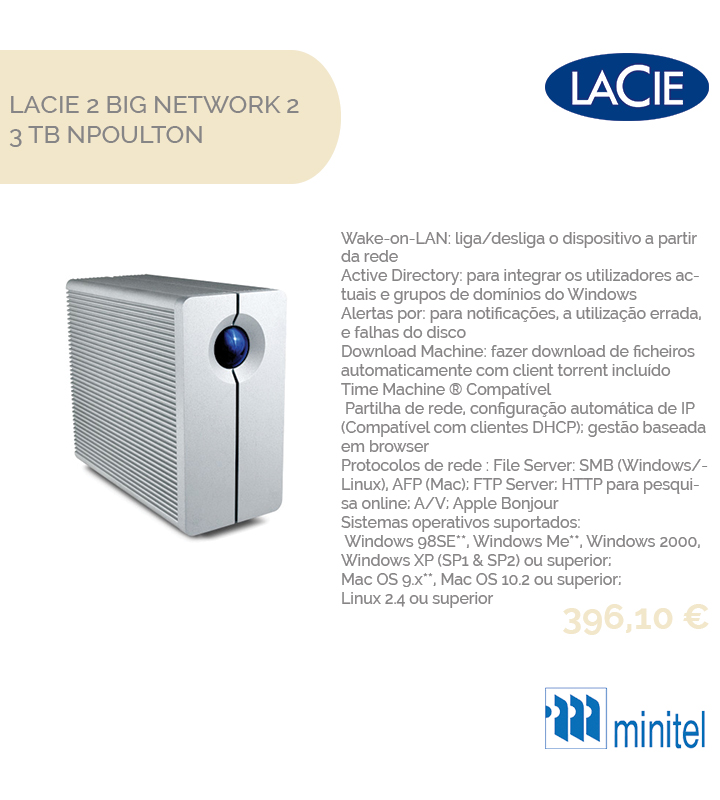 LACIE 2 BIG NETWORK 2
3 TB NPOULTON
LACIE
Wake-on-LAN: liga/desliga o dispositivo a partir
da rede
Active Directory: para integrar os utilizadores ac-
tuais e grupos de domínios do Windows
Alertas por: para notificações, a utilização errada,
e falhas do disco
Download Machine: fazer download de ficheiros
automaticamente com client torrent incluído
Time Machine ® Compatível
Partilha de rede, configuração automática de IP
(Compatível com clientes DHCP); gestão baseada
em browser
Protocolos de rede : File Server: SMB (Windows/-
Linux), AFP (Mac); FTP Server; HTTP para pesqui-
sa online; A/V; Apple Bonjour
Sistemas operativos suportados:
Windows 98SE**, Windows Me**, Windows 2000,
Windows XP (SP1 & SP2) ou superior;
Mac OS 9.x**, Mac OS 10.2 ou superior;
Linux 2.4 ou superior
396,10 €
minitel